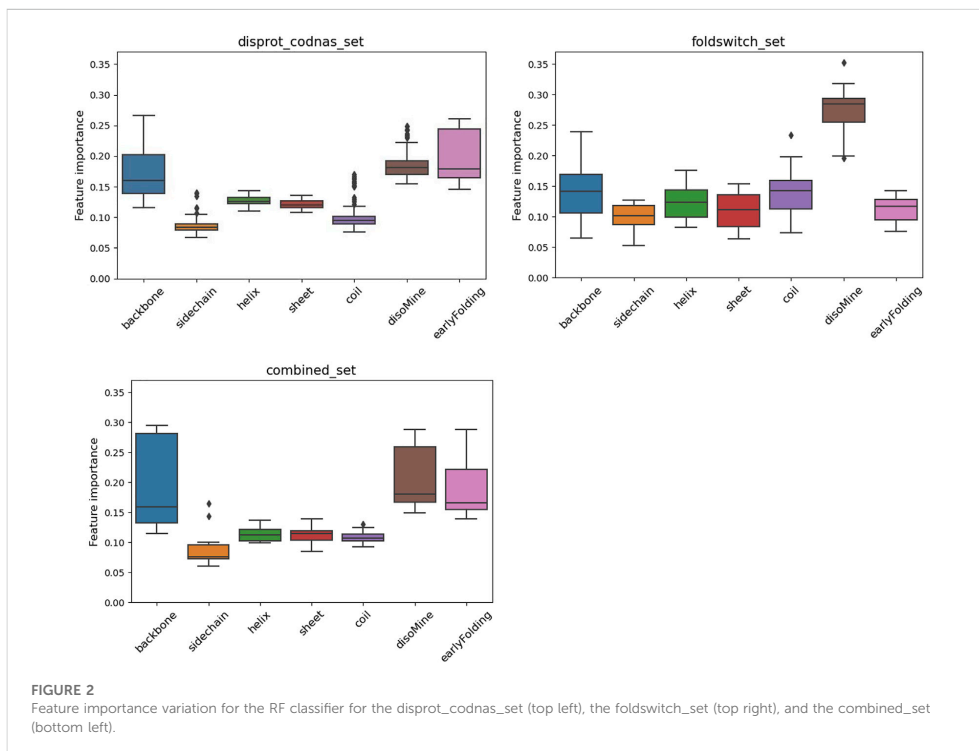 disprot_codnas_set
Feature importance
0.35
0.30
0.25
0.20
0.15
0.10
0.05
0.00
backbone
sidechain
helix
sheet
coil
disoMine
earlyFolding
foldswitch_set
Feature importance
0.35
0.30
0.25
0.20
0.15
0.10
0.05
0.00
backbone
sidechain
helix
sheet
coil
disoMine
earlyFolding
combined_set
Feature importance
0.35
0.30
0.25
0.20
0.15
0.10
0.05
0.00
backbone
sidechain
helix
sheet
coil
disoMine
earlyFolding
FIGURE 2
Feature importance variation for the RF classifier for the disprot_codnas_set (top left), the foldswitch_set (top right), and the combined_set
(bottom left).